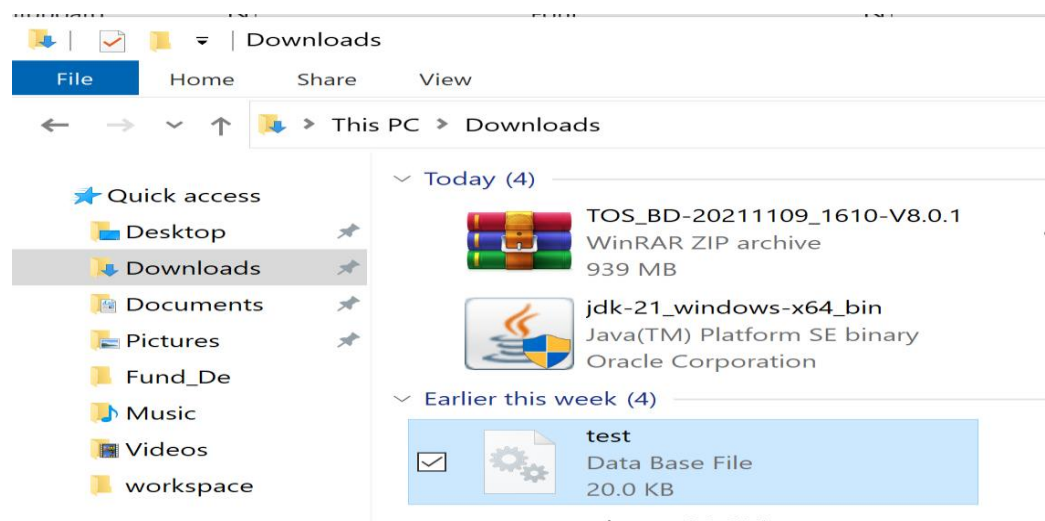 Downloads
File Home Share View
This PC > Downloads
Quick access
Desktop
Downloads
Documents
Pictures
Fund_De
Music
Videos
workspace
Today (4)
TOS_BD-20211109_1610-V8.0.1
WinRAR ZIP archive
939 MB
jdk-21_windows-x64_bin
Java(TM) Platform SE binary
Oracle Corporation
Earlier this week (4)
test
Data Base File
20.0 KB